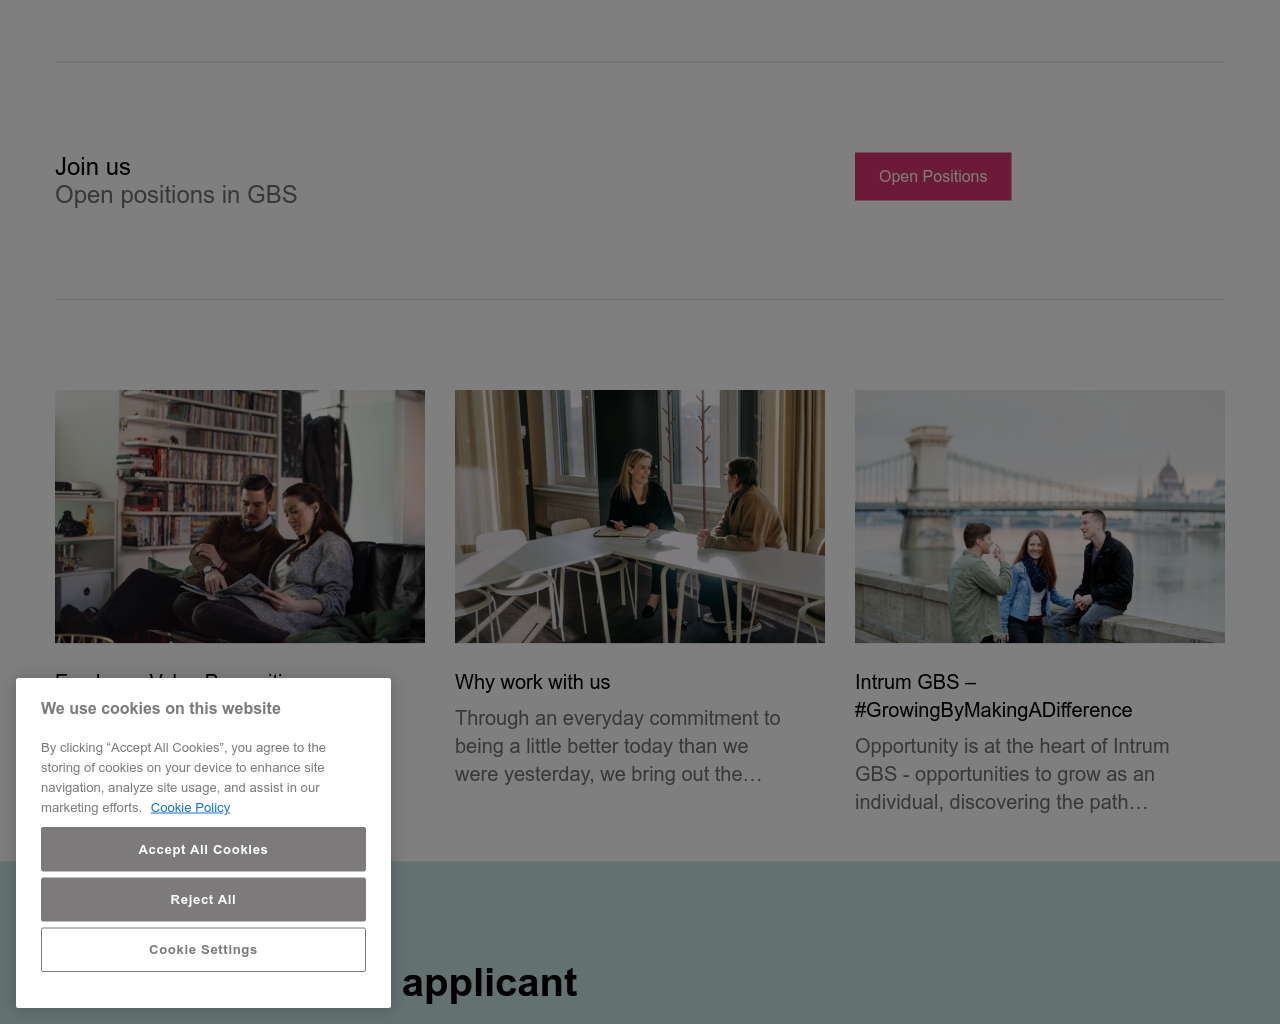 Join us
Open positions in GBS
Open Positions
Why work with us
Through an everyday commitment to
being a little better today than we
were yesterday, we bring out the…
Intrum GBS –
#GrowingByMakingADifference
Opportunity is at the heart of Intrum
GBS - opportunities to grow as an
individual, discovering the path…
We use cookies on this website
By clicking “Accept All Cookies”, you agree to the
storing of cookies on your device to enhance site
navigation, analyze site usage, and assist in our
marketing efforts. Cookie Policy
Accept All Cookies
Reject All
Cookie Settings
applicant